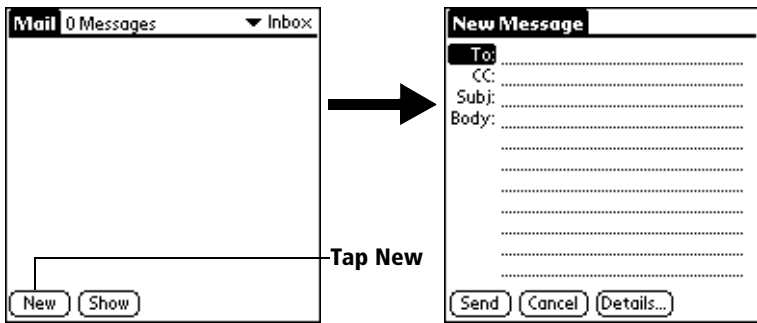 Mail 0 Messages Inbox
New Show
Tap New
New Message
To:
CC:
Subj:
Body:
Send Cancel Details...